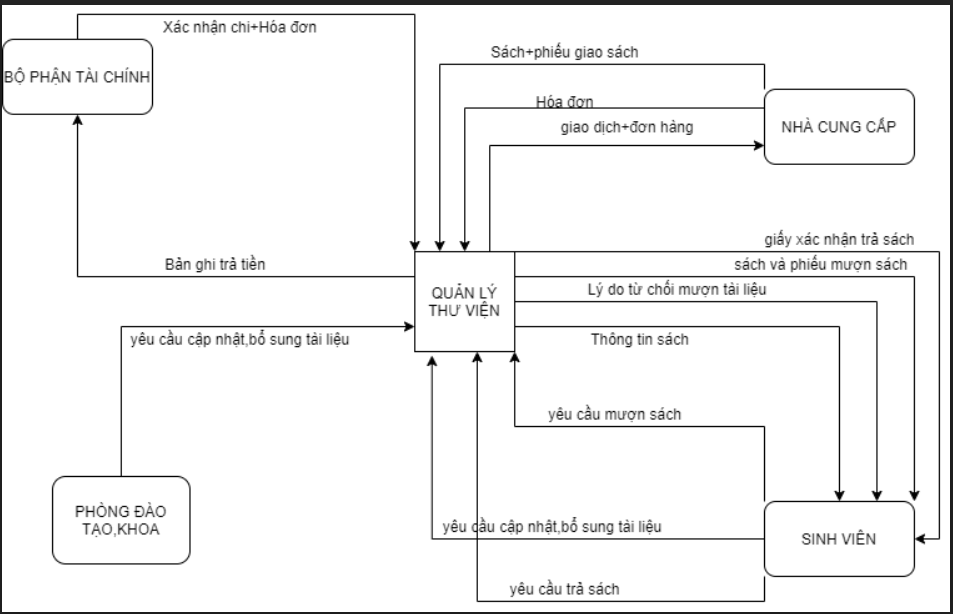 Xác nhận chi+Hóa đơn
BỘ PHẬN TÀI CHÍNH
Sách+phiếu giao sách
Hóa đơn
giao dịch+đơn hàng
NHÀ CUNG CẤP
giấy xác nhận trả sách
Bản ghi trả tiền
sách và phiếu mượn sách
QUẢN LÝ
THƯ VIỆN
Lý do từ chối mượn tài liệu
yêu cầu cập nhật,bổ sung tài liệu
Thông tin sách
yêu cầu mượn sách
PHÒNG ĐÀO
TẠO,KHOA
yêu cầu cập nhật,bổ sung tài liệu
SINH VIÊN
yêu cầu trả sách